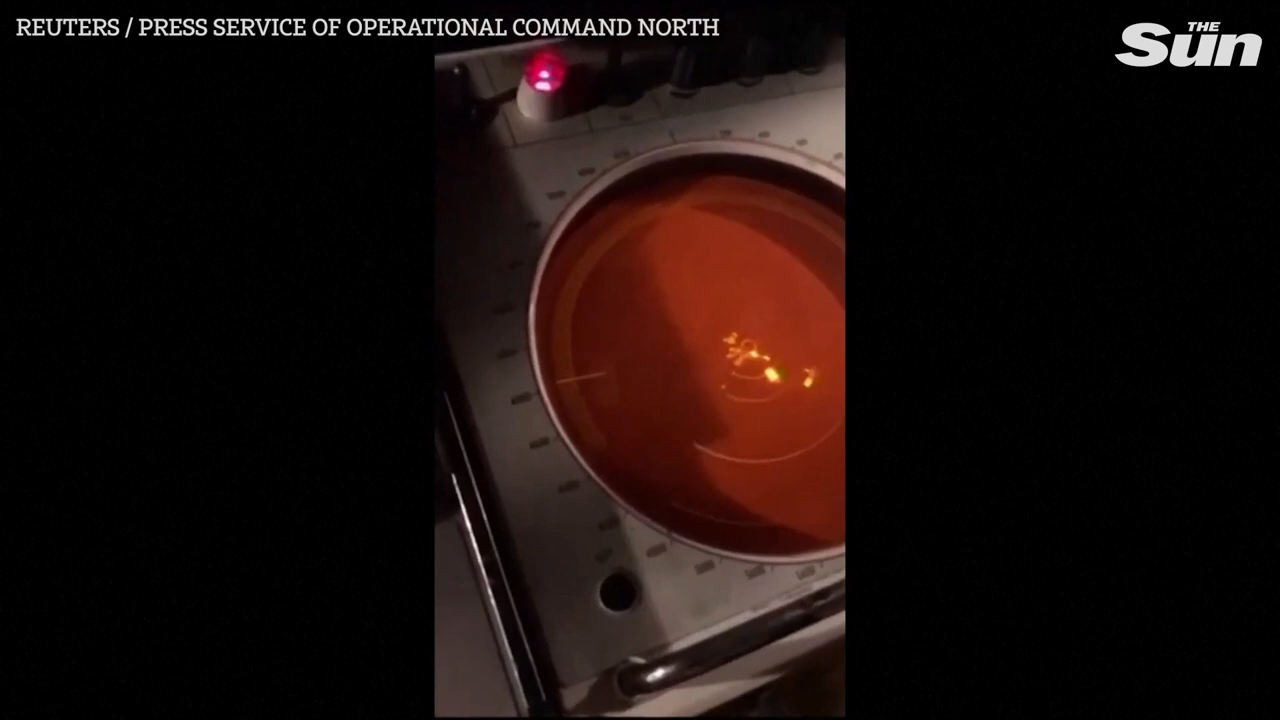 REUTERS / PRESS SERVICE OF OPERATIONAL COMMAND NORTH
THE
Sun